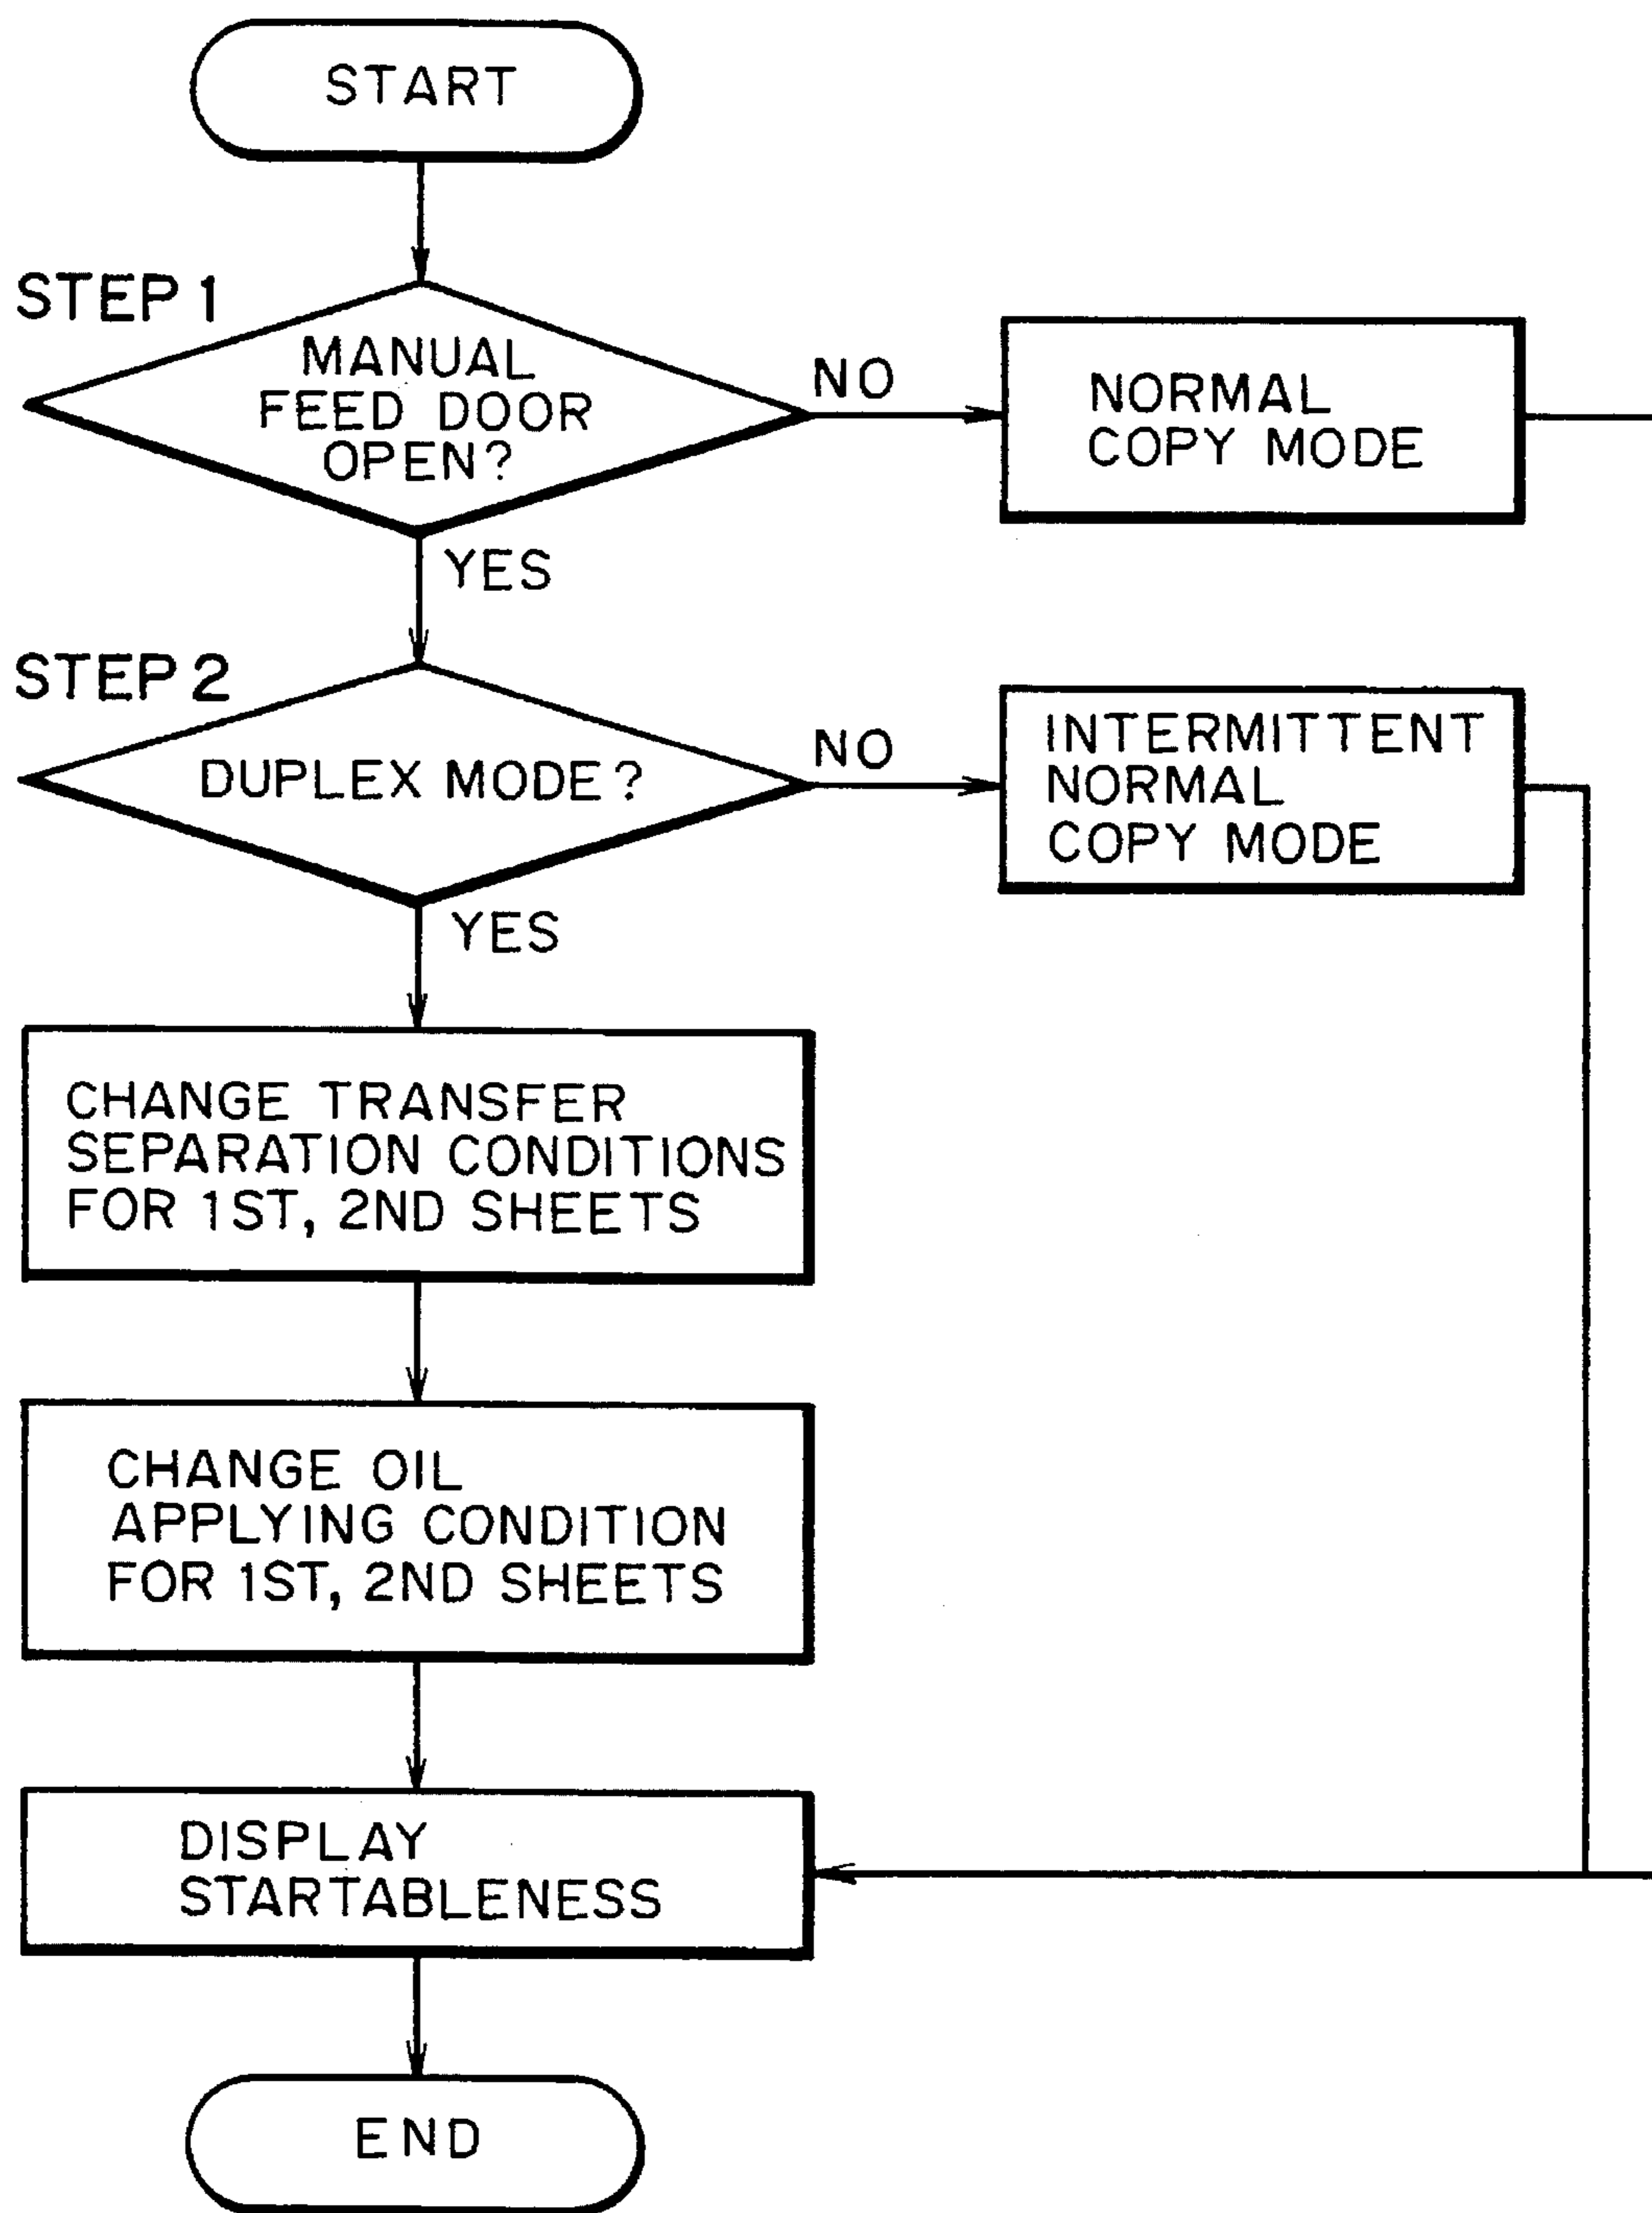 START
STEP 1
MANUAL
FEED DOOR
OPEN?
NO
NORMAL
COPY MODE
YES
STEP 2
DUPLEX MODE?
NO
INTERMITTENT
NORMAL
COPY MODE
YES
CHANGE TRANSFER
SEPARATION CONDITIONS
FOR 1ST, 2ND SHEETS
CHANGE OIL
APPLYING CONDITION
FOR 1ST, 2ND SHEETS
DISPLAY
STARTABLENESS
END